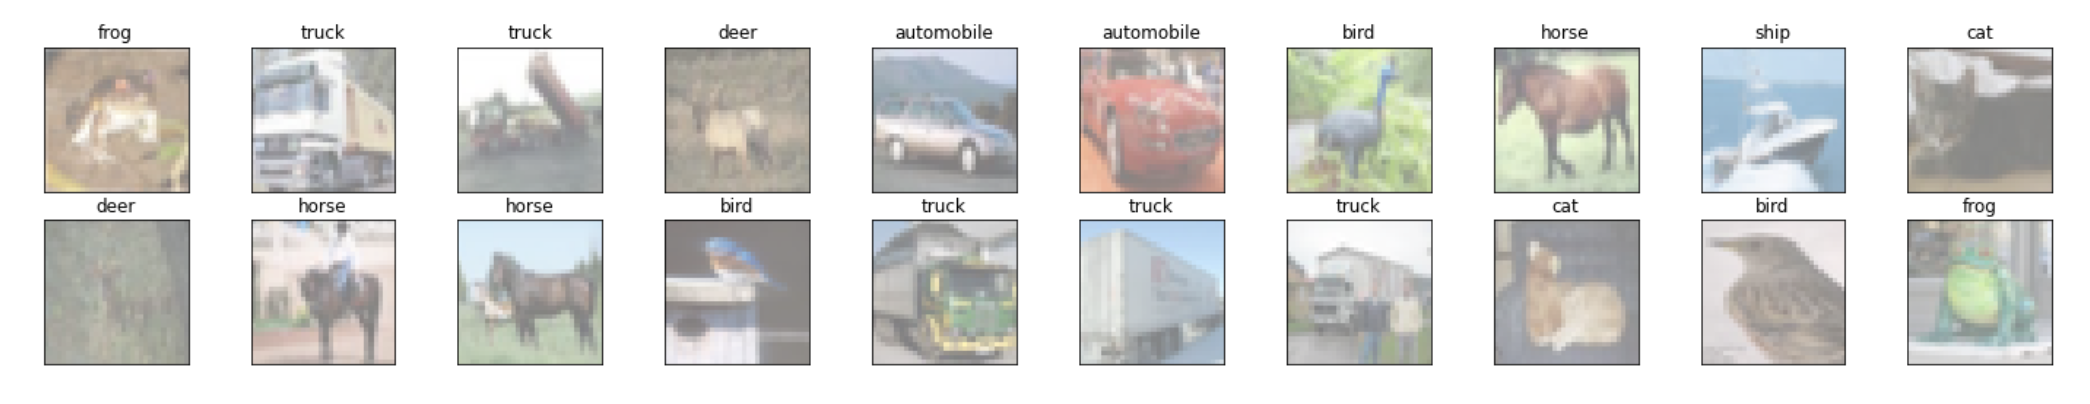 frog truck truck deer automobile automobile bird horse ship cat
deer horse horse bird truck truck truck cat bird frog